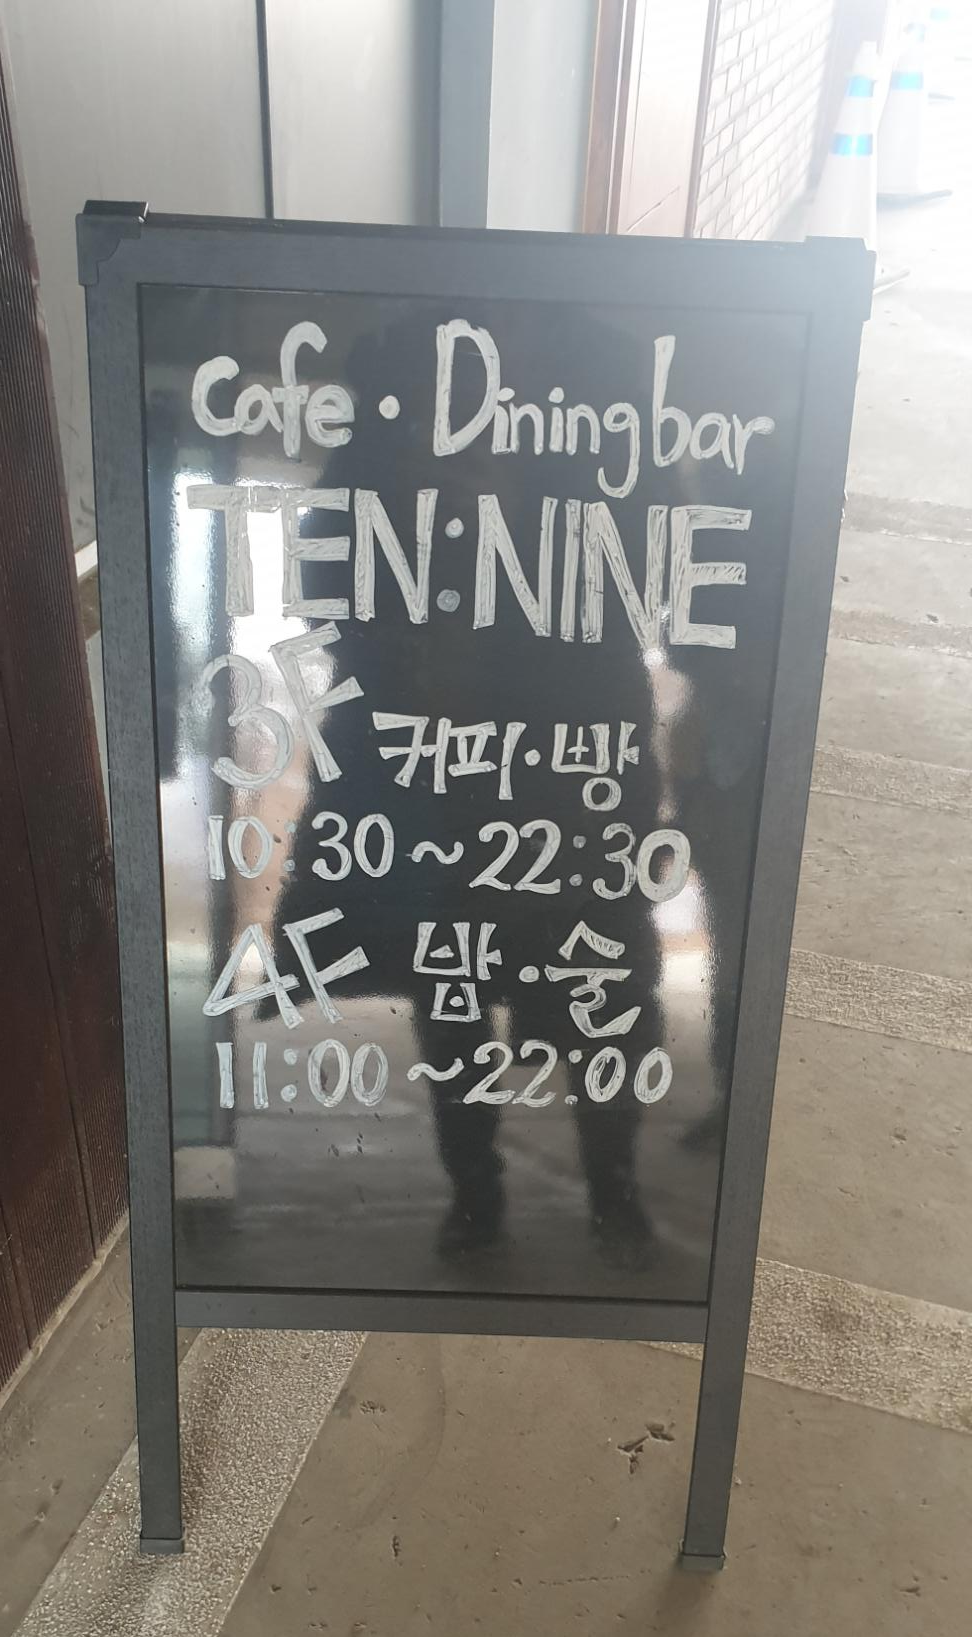 cafe · Dining bar
TEN:NINE
3F 커피·빵
10:30~22:30
4F 밥·술
11:00~22:00